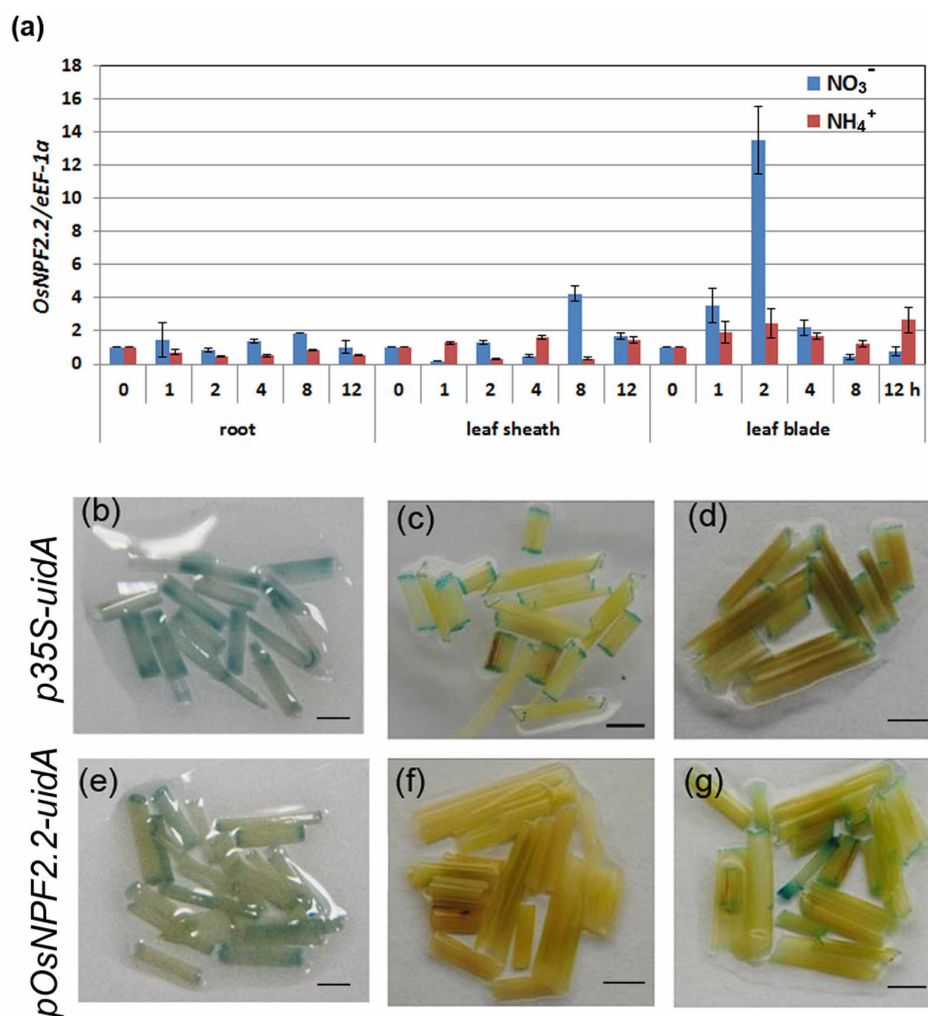 (a)
18
16
14
12
10
8
6
4
2
0
OsNPF2.2/eEF-1a
NO₃⁻
NH₄⁺
0 1 2 4 8 12 0 1 2 4 8 12 0 1 2 4 8 12 h
root leaf sheath leaf blade
(b) (c) (d)
p35S-uidA
(e) (f) (g)
pOsNPF2.2-uidA